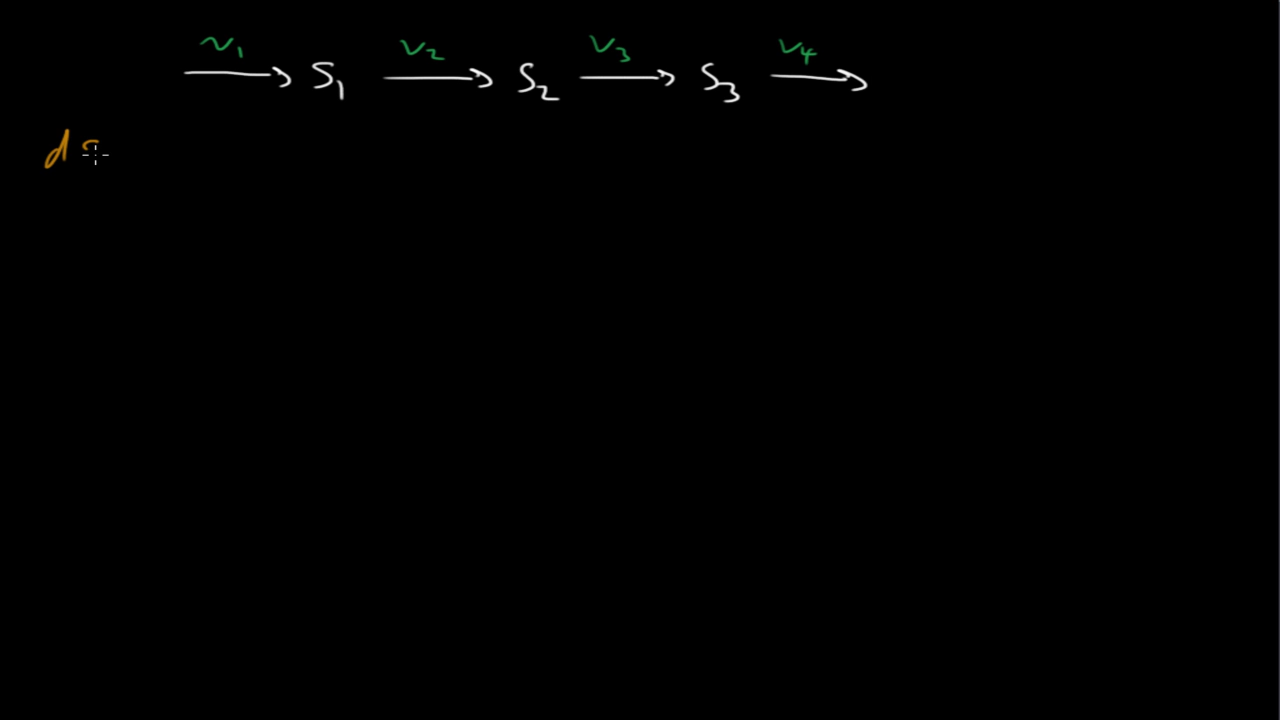 v₁ v₂ v₃ v₄
→ S₁ → S₂ → S₃ →
d